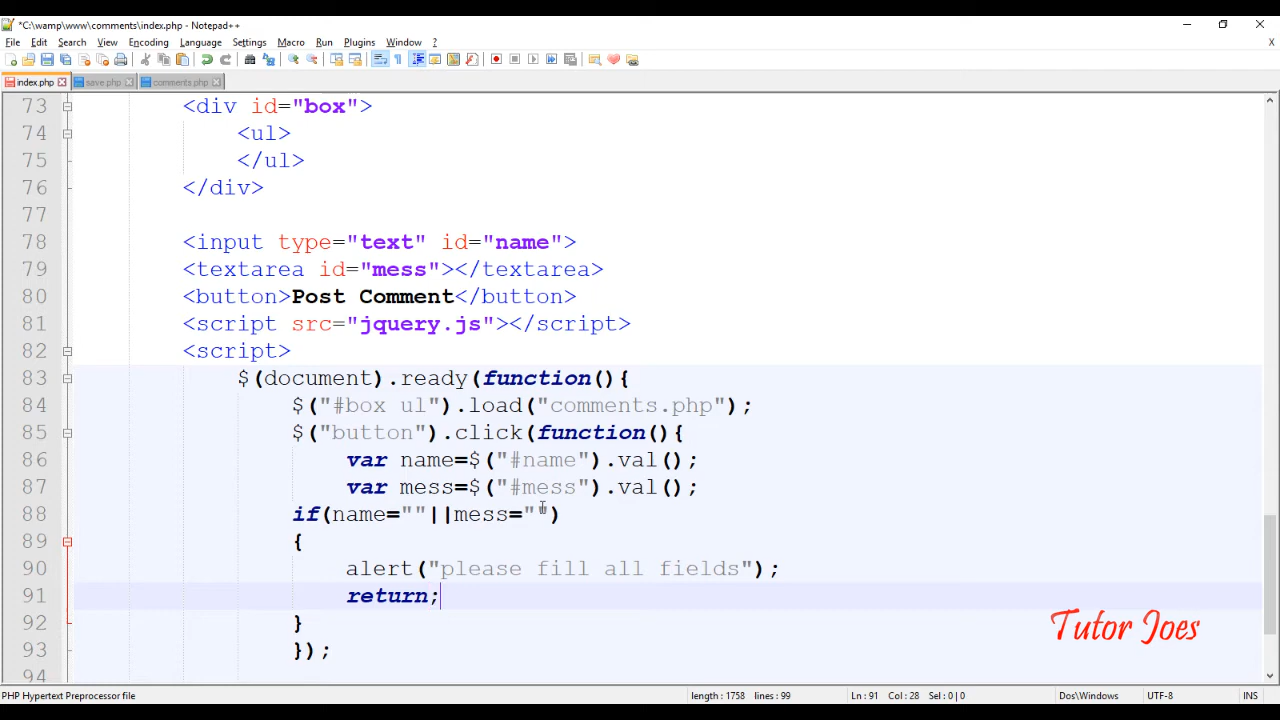 *C:\wamp\www\comments\index.php - Notepad++
File Edit Search View Encoding Language Settings Macro Run Plugins Window ?
X
index.php save.php comments.php
73 <div id="box">
74 <ul>
75 </ul>
76 </div>
77
78 <input type="text" id="name">
79 <textarea id="mess"></textarea>
80 <button>Post Comment</button>
81 <script src="jquery.js"></script>
82 <script>
83 $(document).ready(function(){
84 $("#box ul").load("comments.php");
85 $("button").click(function(){
86 var name=$("#name").val();
87 var mess=$("#mess").val();
88 if(name=""||mess="")
89 {
90 alert("please fill all fields");
91 return;
92 }
93 });
94
Tutor Joes
PHP Hypertext Preprocessor file length : 1758 lines : 99 Ln : 91 Col : 28 Sel : 0 | 0 Dos\Windows UTF-8 INS